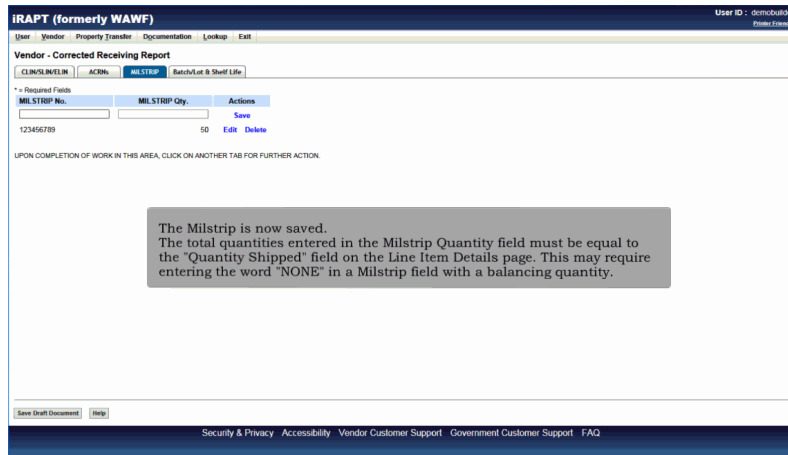 iRAPT (formerly WAWF)
User ID : demobuild
Printer Frien
User Vendor Property Transfer Documentation Lookup Exit
Vendor - Corrected Receiving Report
CLIN/SLIN/ELIN ACRNs MILSTRIP Batch/Lot & Shelf Life
* = Required Fields
MILSTRIP No. MILSTRIP Qty. Actions
Save
123456789 50 Edit Delete
UPON COMPLETION OF WORK IN THIS AREA, CLICK ON ANOTHER TAB FOR FURTHER ACTION.
The Milstrip is now saved.
The total quantities entered in the Milstrip Quantity field must be equal to
the "Quantity Shipped" field on the Line Item Details page. This may require
entering the word "NONE" in a Milstrip field with a balancing quantity.
Save Draft Document Help
Security & Privacy Accessibility Vendor Customer Support Government Customer Support FAQ